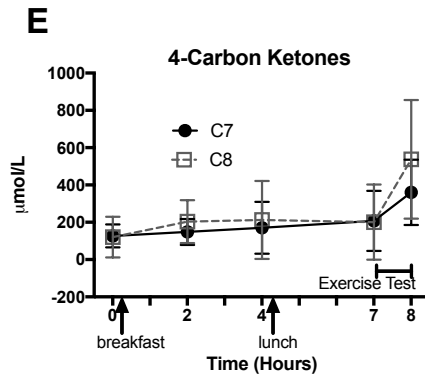 E
4-Carbon Ketones
1000
800
600
400
200
0
-200
µmol/L
C7
C8
Exercise Test
0
2
4
7
8
breakfast
lunch
Time (Hours)